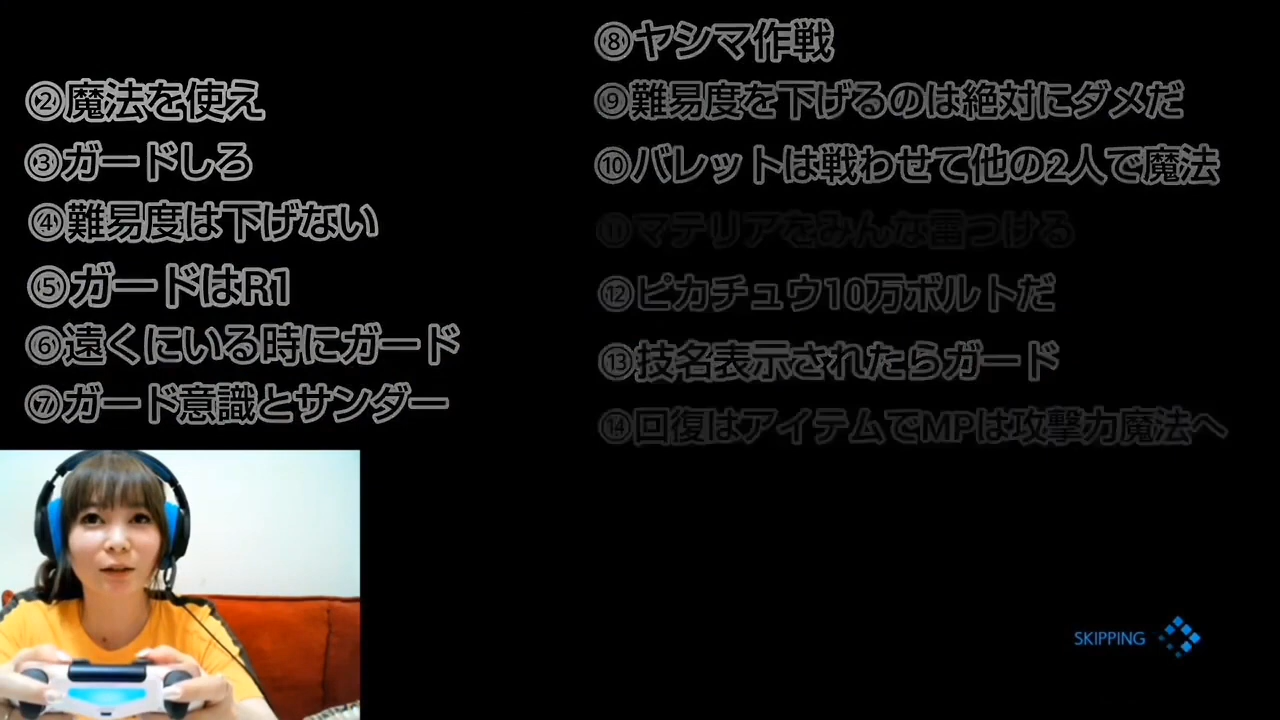 ②魔法を使え
③ガードしろ
④難易度は下げない
⑤ガードはR1
⑥遠くにいる時にガード
⑦ガード意識とサンダー
⑧ヤシマ作戦
⑨難易度を下げるのは絶対にダメだ
⑩バレットは戦わせて他の2人で魔法
⑪マテリアをみんな雷つける
⑫ピカチュウ10万ボルトだ
⑬技名表示されたらガード
⑭回復はアイテムでMPは攻撃力魔法へ
SKIPPING